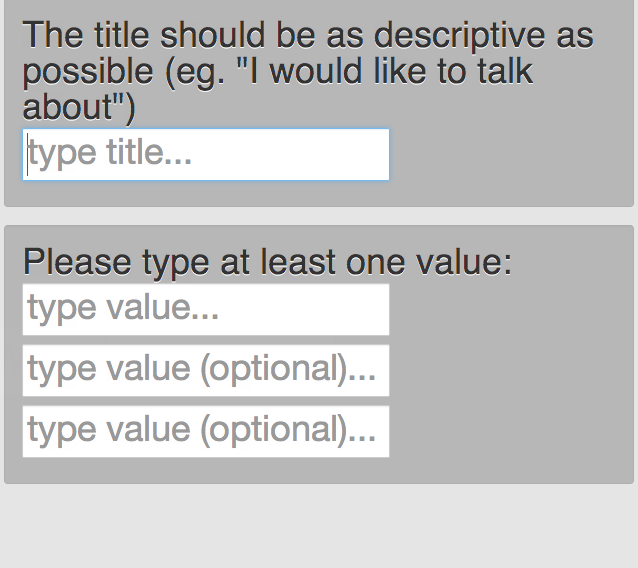 The title should be as descriptive as
possible (eg. "I would like to talk
about")
type title...
Please type at least one value:
type value...
type value (optional)...
type value (optional)...